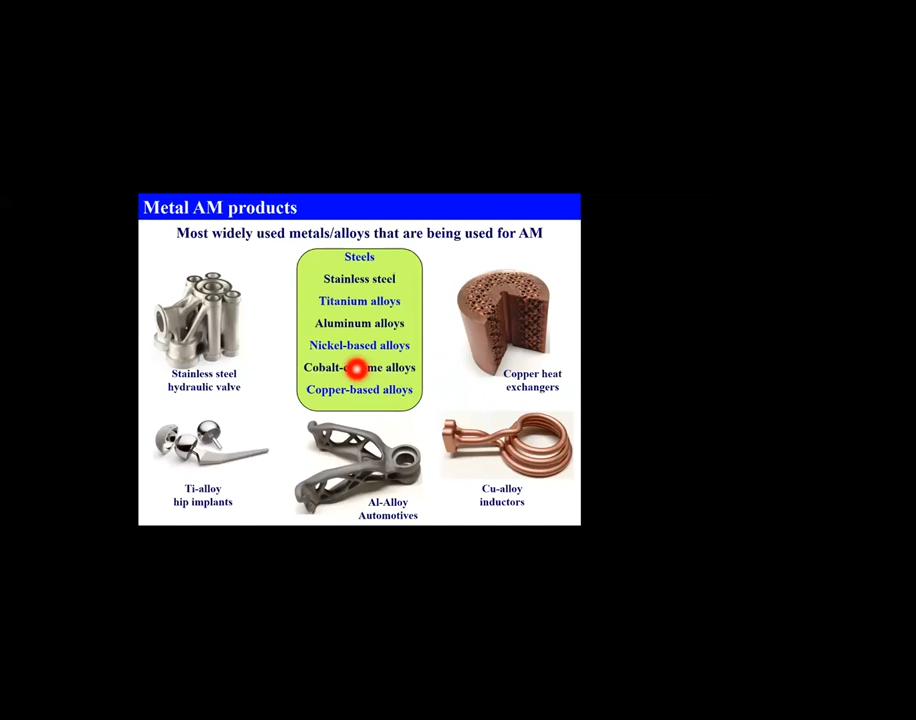 Metal AM products
Most widely used metals/alloys that are being used for AM
Steels
Stainless steel
Titanium alloys
Aluminum alloys
Nickel-based alloys
Cobalt- me alloys
Copper-based alloys
Stainless steel
hydraulic valve
Copper heat
exchangers
Ti-alloy
hip implants
Al-Alloy
Automotives
Cu-alloy
inductors